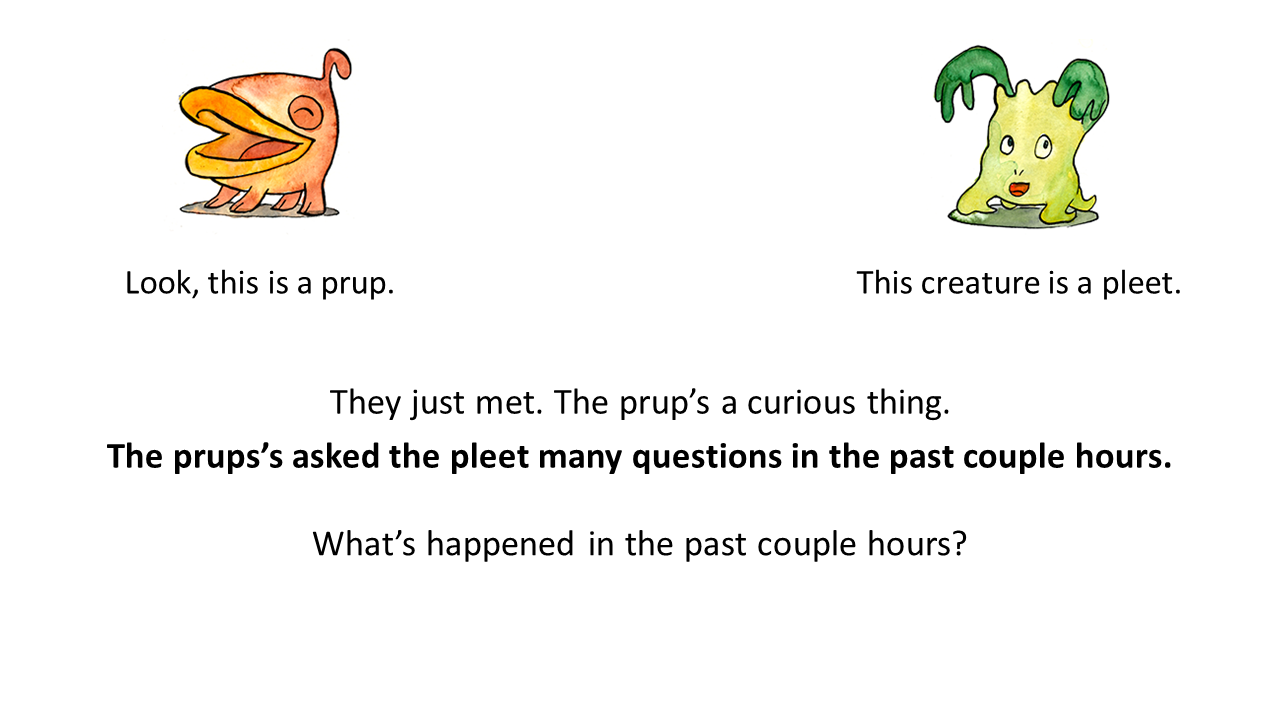 Look, this is a prup.
This creature is a pleet.
They just met. The prup’s a curious thing.
The prups’s asked the pleet many questions in the past couple hours.
What’s happened in the past couple hours?